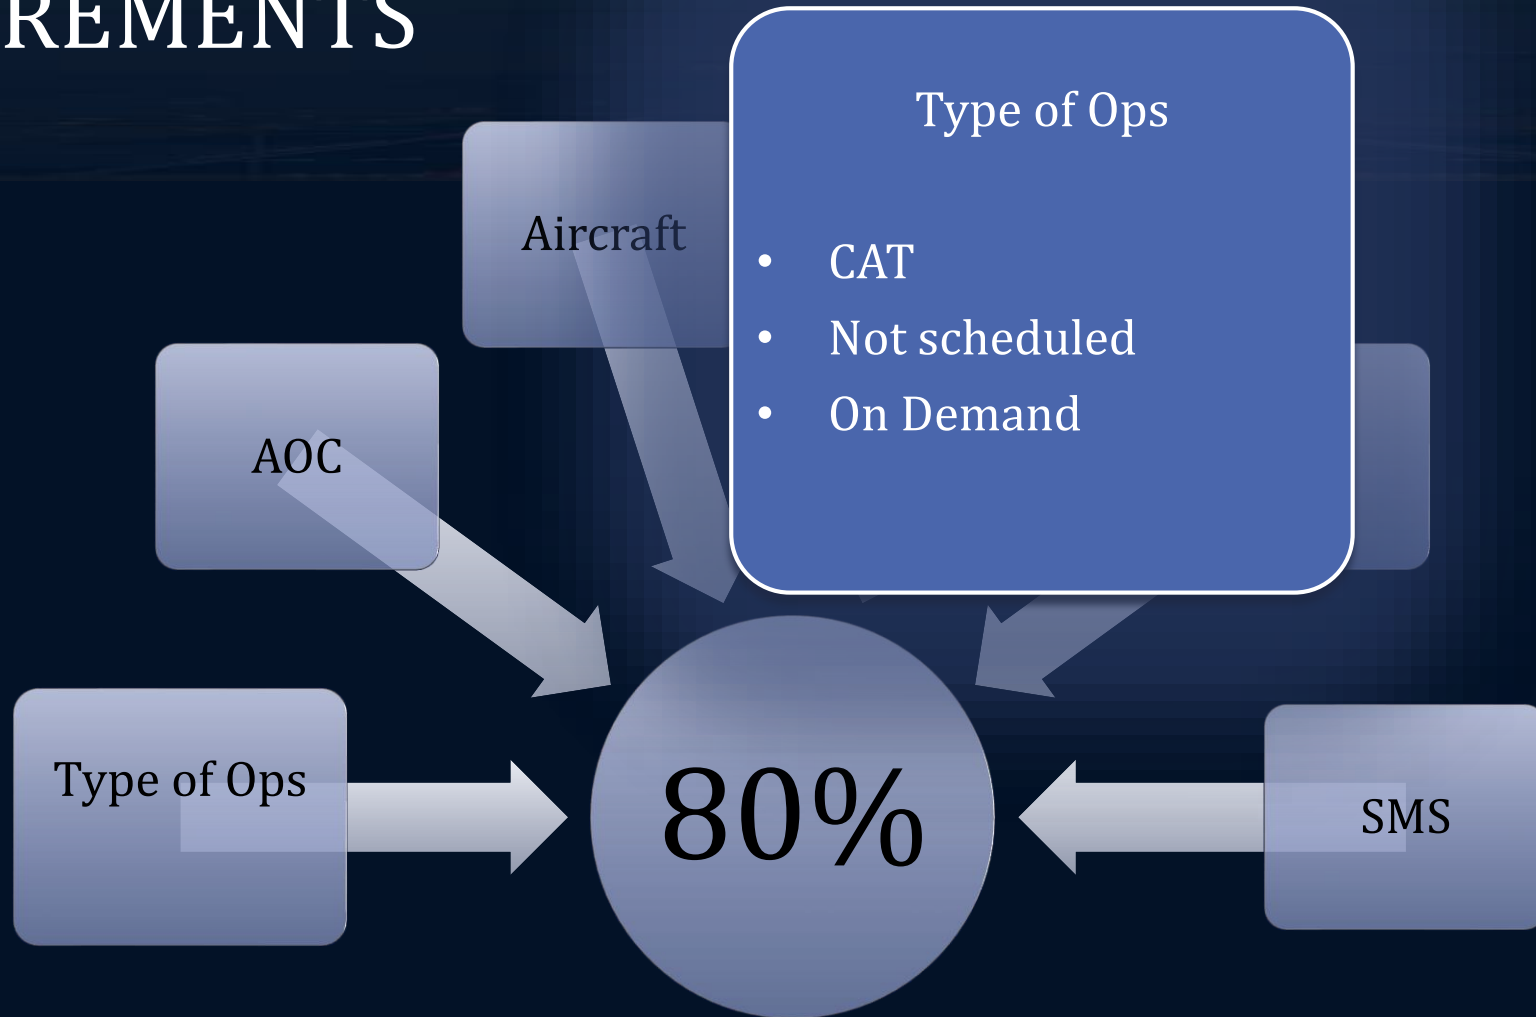 REMENTS
Type of Ops
• CAT
• Not scheduled
• On Demand
Aircraft
AOC
Type of Ops
80%
SMS